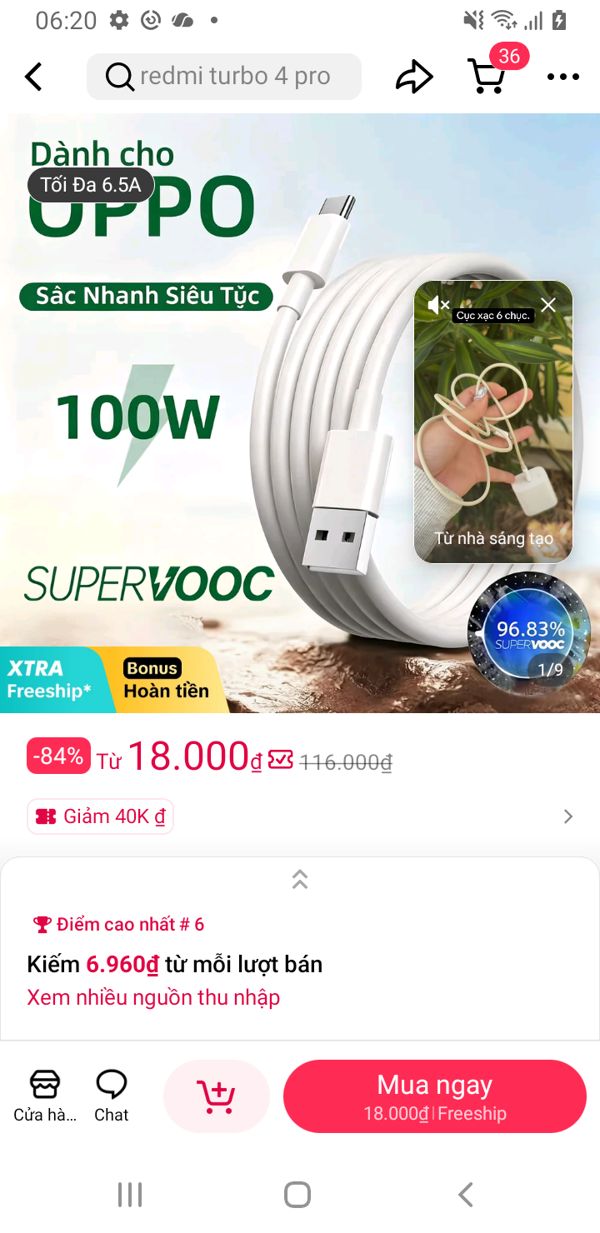 06:20
redmi turbo 4 pro
36
Dành cho
OPPO
Tối Đa 6.5A
Sâc Nhanh Siêu Tục
100W
SUPERVOOC
Cục xạc 6 chục.
Từ nhà sáng tạo
96.83%
SUPERVOOC
1/9
XTRA
Freeship*
Bonus
Hoàn tiền
-84% Từ 18.000₫ 116.000₫
Giảm 40K ₫
Điểm cao nhất # 6
Kiếm 6.960₫ từ mỗi lượt bán
Xem nhiều nguồn thu nhập
Cửa hà...
Chat
Mua ngay
18.000₫ | Freeship